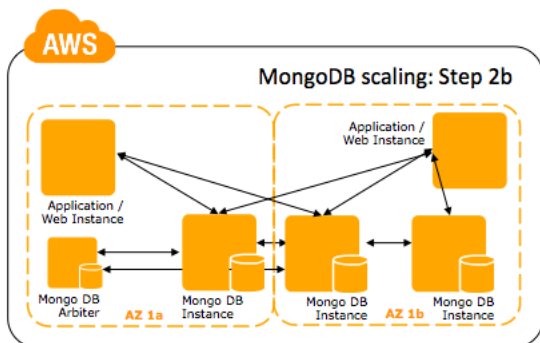 AWS
MongoDB scaling: Step 2b
Application /
Web Instance
Application /
Web Instance
Mongo DB
Arbiter
AZ 1a
Mongo DB
Instance
Mongo DB
Instance
AZ 1b
Mongo DB
Instance